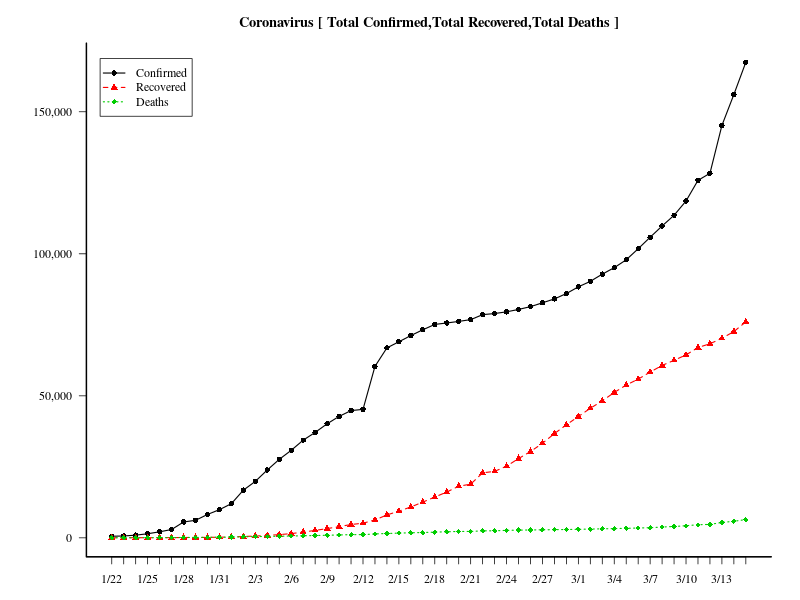 Coronavirus [ Total Confirmed,Total Recovered,Total Deaths ]
Confirmed
Recovered
Deaths
150,000
100,000
50,000
0
1/22 1/25 1/28 1/31 2/3 2/6 2/9 2/12 2/15 2/18 2/21 2/24 2/27 3/1 3/4 3/7 3/10 3/13